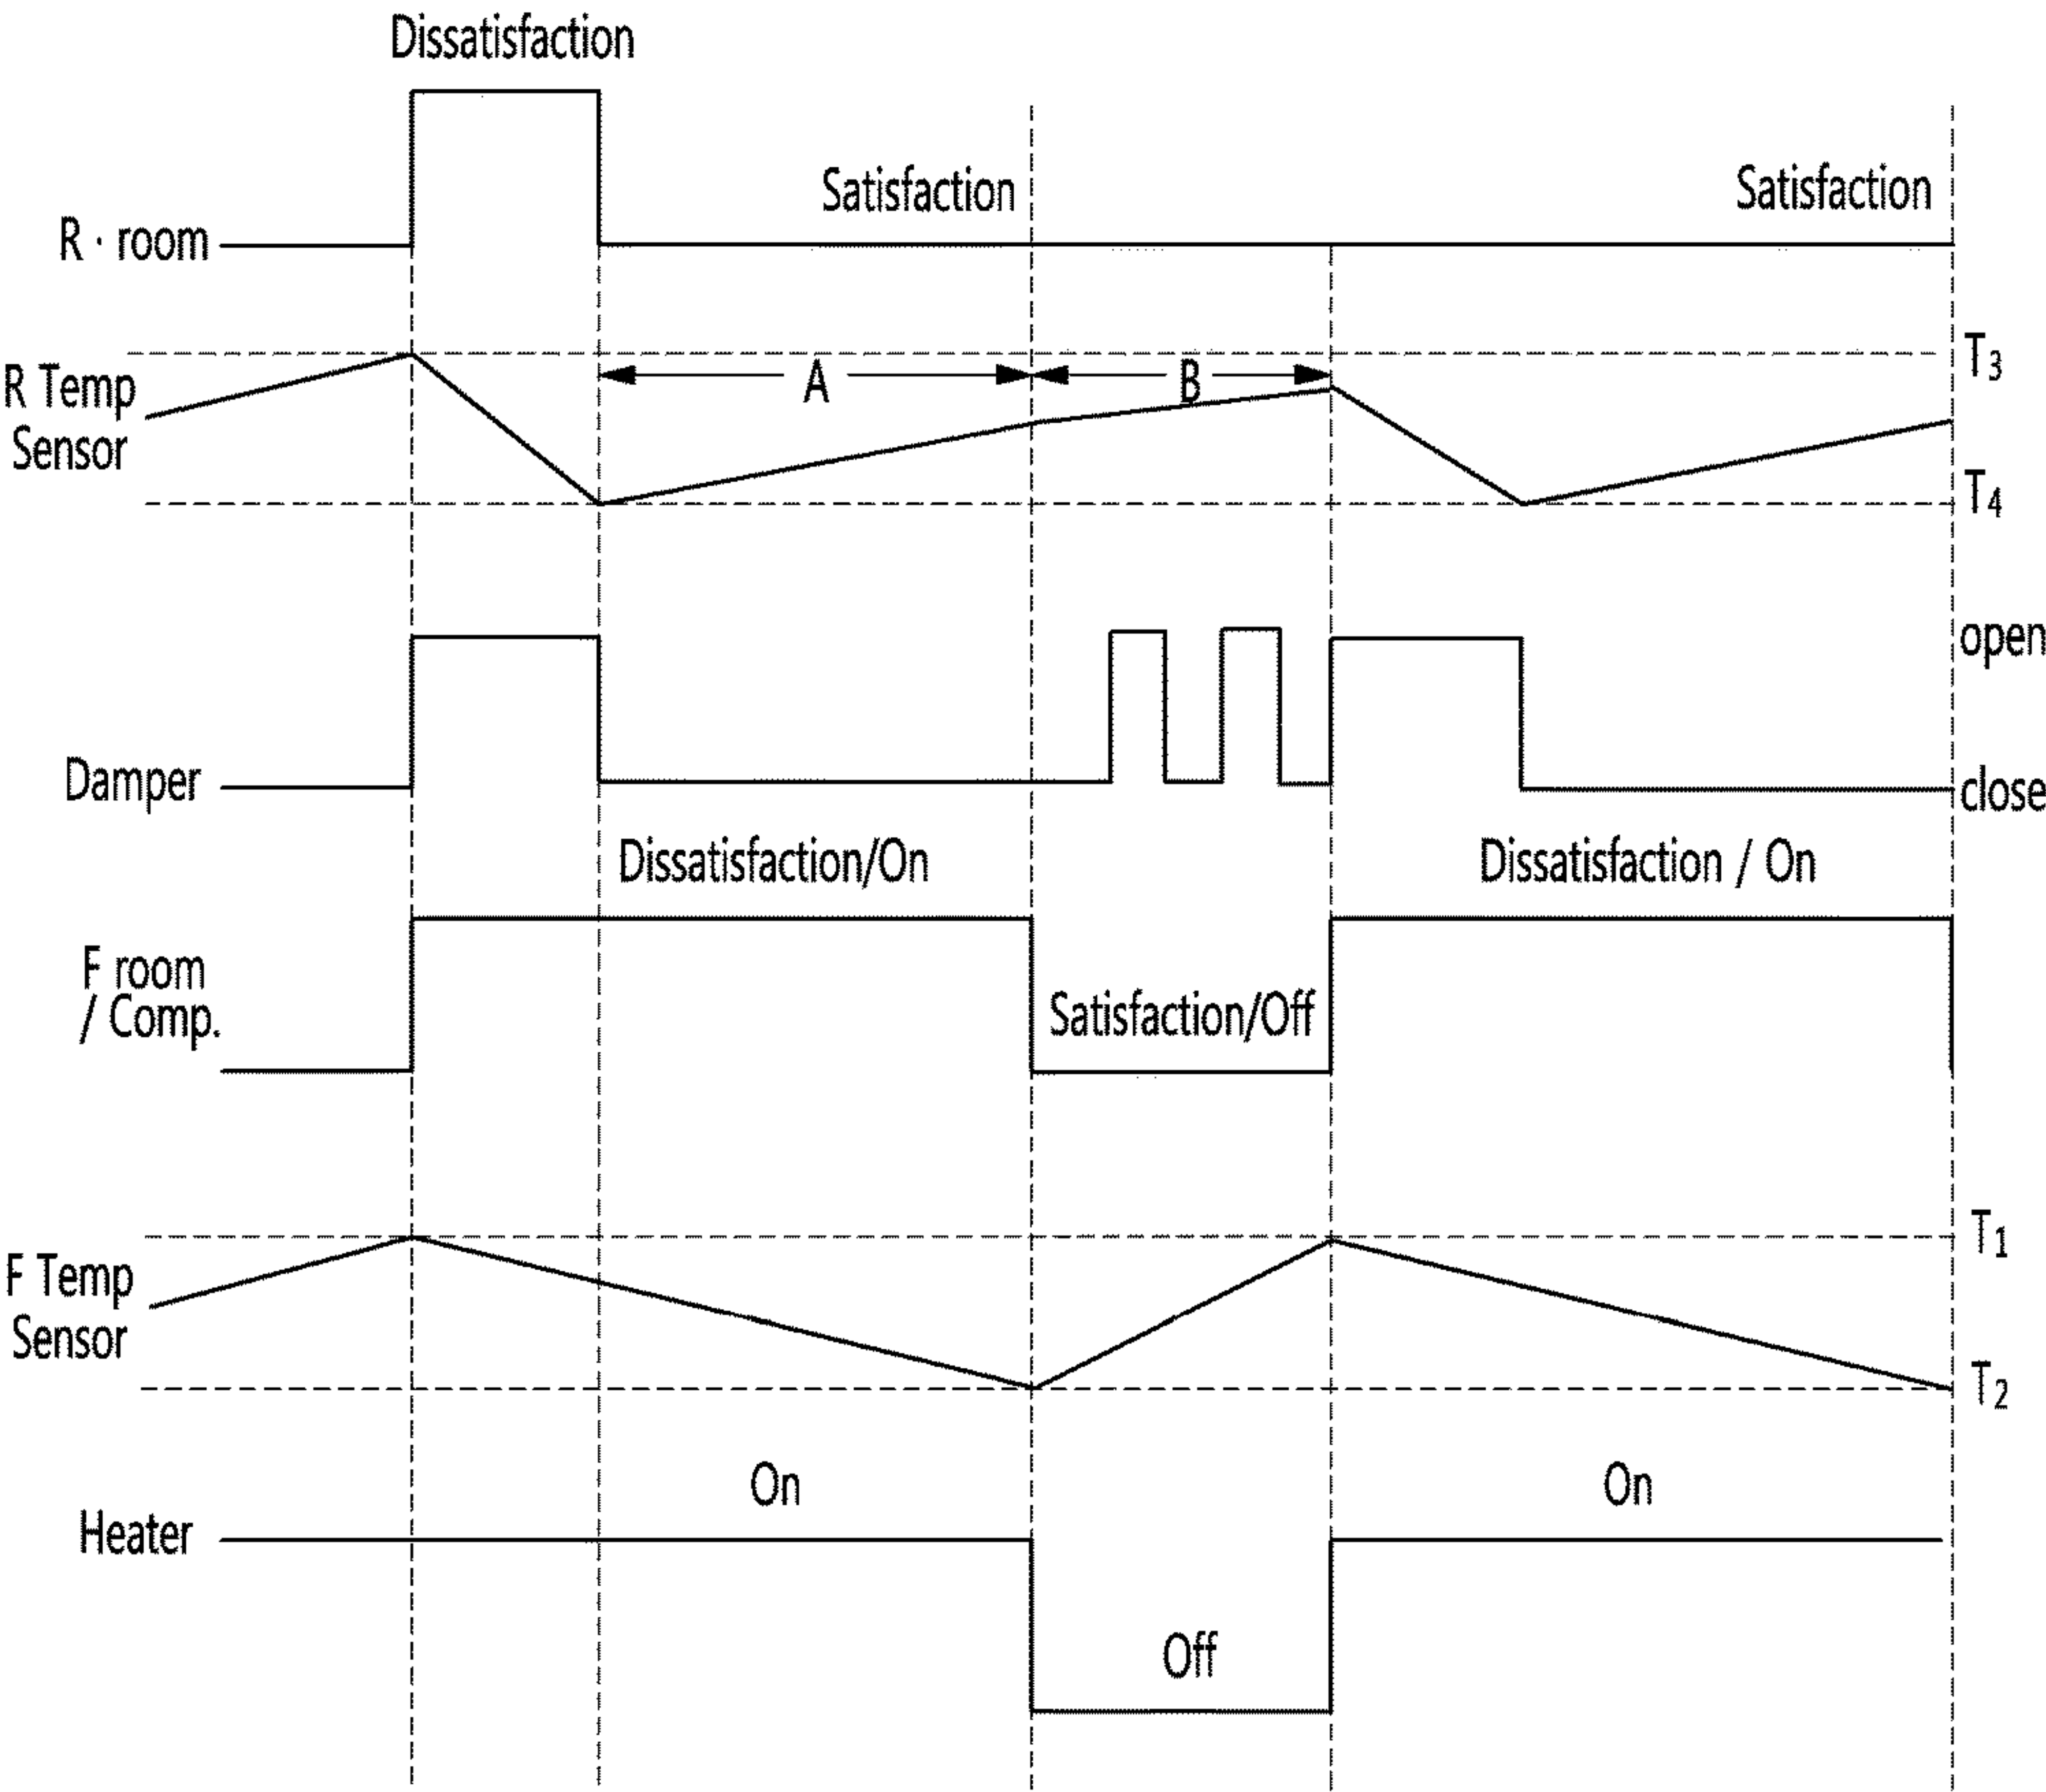 Dissatisfaction
Satisfaction
Satisfaction
R · room
T3
R Temp
Sensor
A
B
T4
open
Damper
close
Dissatisfaction/On
Dissatisfaction / On
F room
/ Comp.
Satisfaction/Off
T1
F Temp
Sensor
T2
On
On
Heater
Off